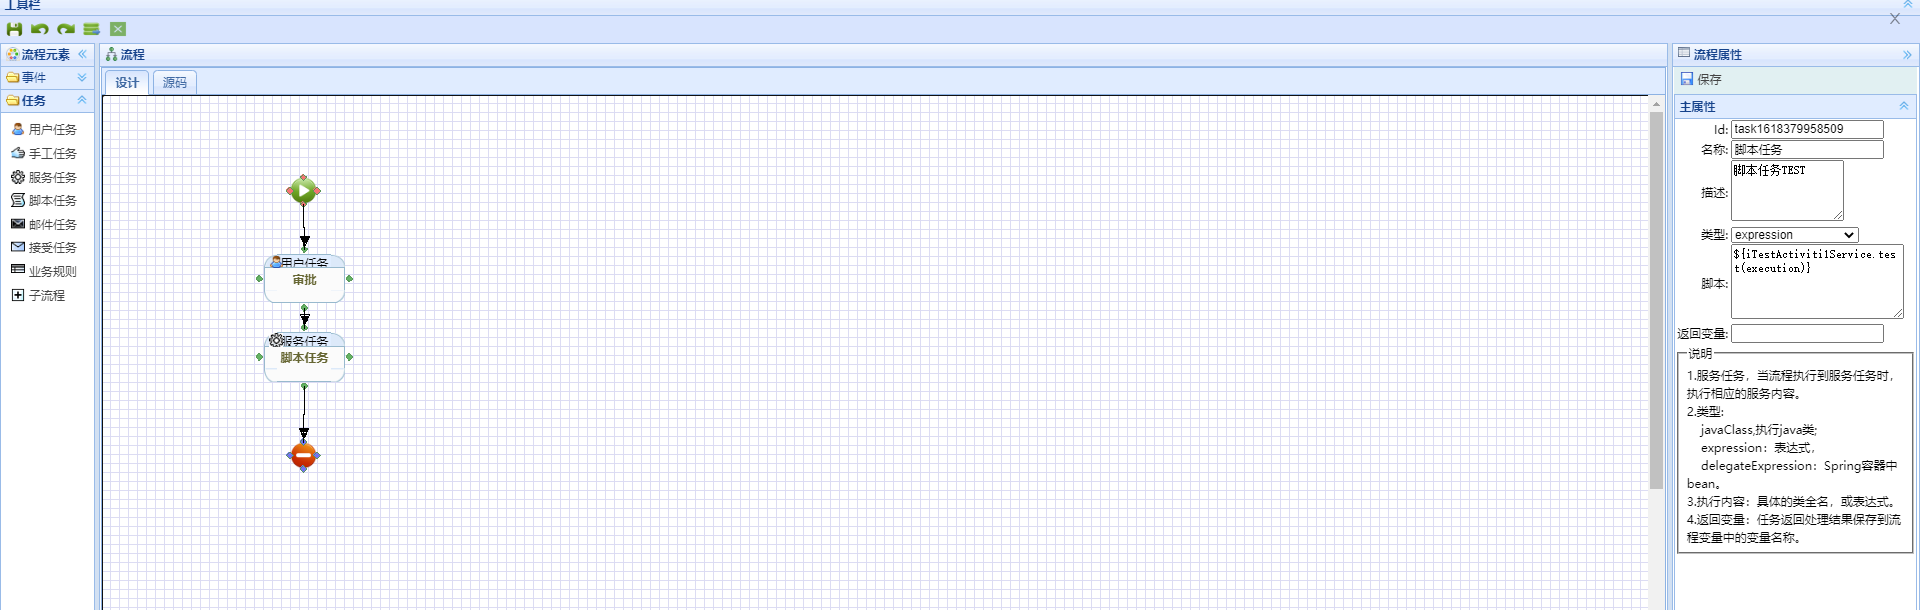 工具栏
流程元素
事件
任务
用户任务
手工任务
服务任务
脚本任务
邮件任务
接受任务
业务规则
子流程
流程
设计
源码
用户任务
审批
服务任务
脚本任务
流程属性
保存
主属性
Id: task1618379958509
名称: 脚本任务
描述: 脚本任务TEST
类型: expression
脚本: ${iTestActiviti1Service.tes
t(execution)}
返回变量:
说明
1.服务任务，当流程执行到服务任务时，
执行相应的服务内容。
2.类型:
javaClass,执行java类;
expression：表达式，
delegateExpression：Spring容器中
bean。
3.执行内容：具体的类全名，或表达式。
4.返回变量：任务返回处理结果保存到流
程变量中的变量名称。